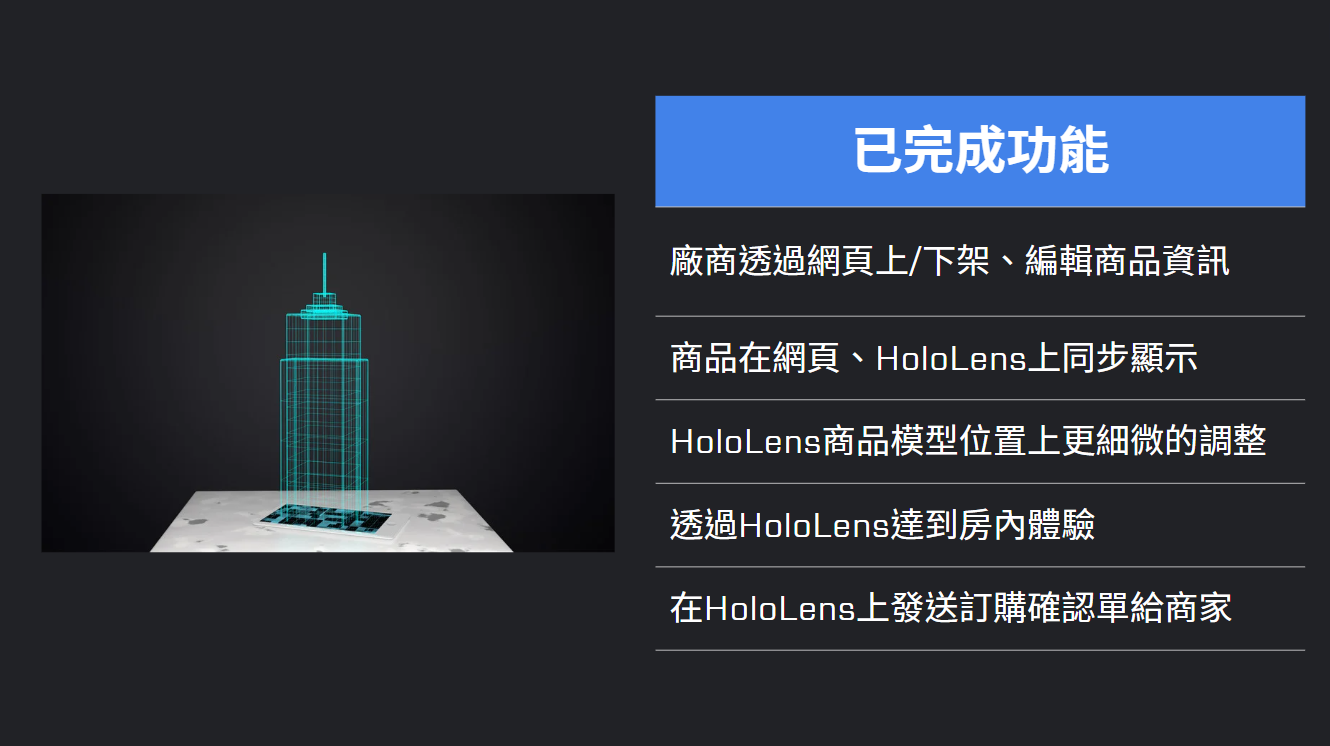 已完成功能
廠商透過網頁上/下架、編輯商品資訊
商品在網頁、HoloLens上同步顯示
HoloLens商品模型位置上更細微的調整
透過HoloLens達到房內體驗
在HoloLens上發送訂購確認單給商家